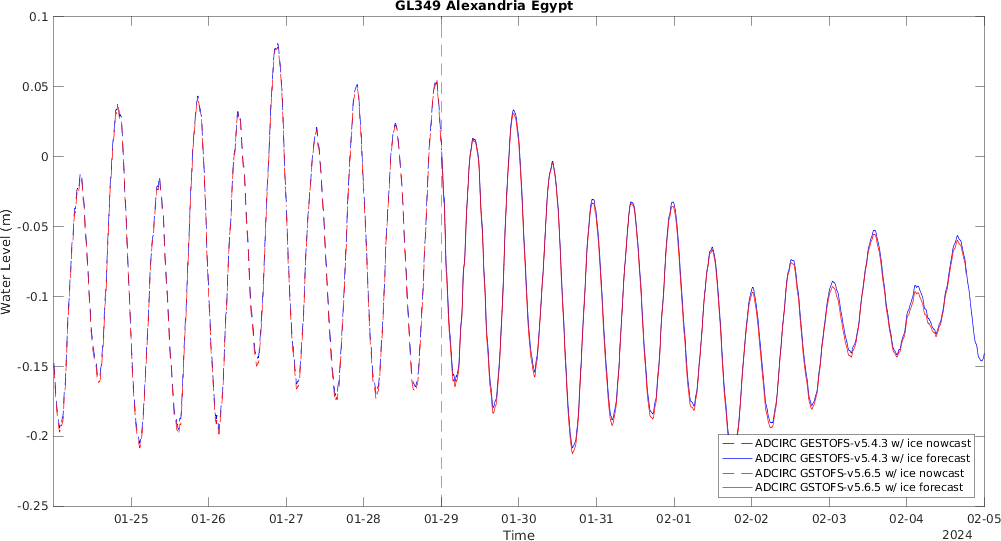 GL349 Alexandria Egypt
0.1
0.05
0
-0.05
-0.1
-0.15
-0.2
-0.25
Water Level (m)
ADCIRC GESTOFS-v5.4.3 w/ ice nowcast
ADCIRC GESTOFS-v5.4.3 w/ ice forecast
ADCIRC GSTOFS-v5.6.5 w/ ice nowcast
ADCIRC GSTOFS-v5.6.5 w/ ice forecast
01-25 01-26 01-27 01-28 01-29 01-30 01-31 02-01 02-02 02-03 02-04 02-05
Time
2024